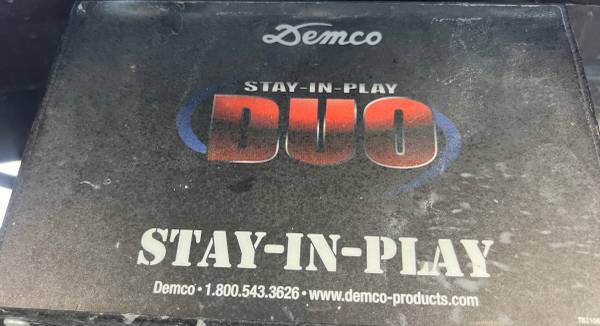 Demco
STAY-IN-PLAY
DUO
STAY-IN-PLAY
Demco • 1.800.543.3626 • www.demco-products.com